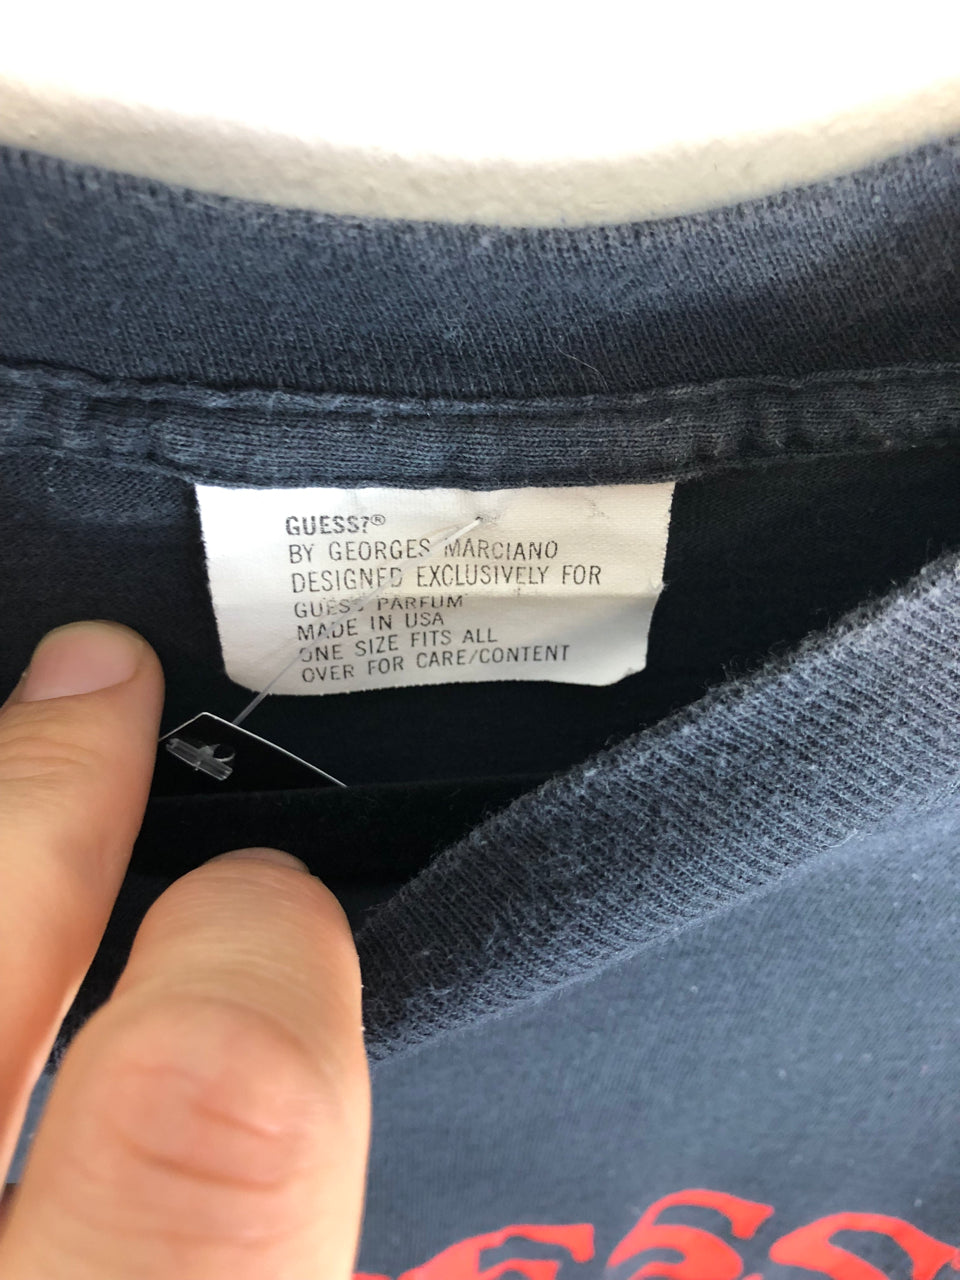 GUESS?®
BY GEORGES MARCIANO
DESIGNED EXCLUSIVELY FOR
GUESS PARFUM
MADE IN USA
ONE SIZE FITS ALL
OVER FOR CARE/CONTENT